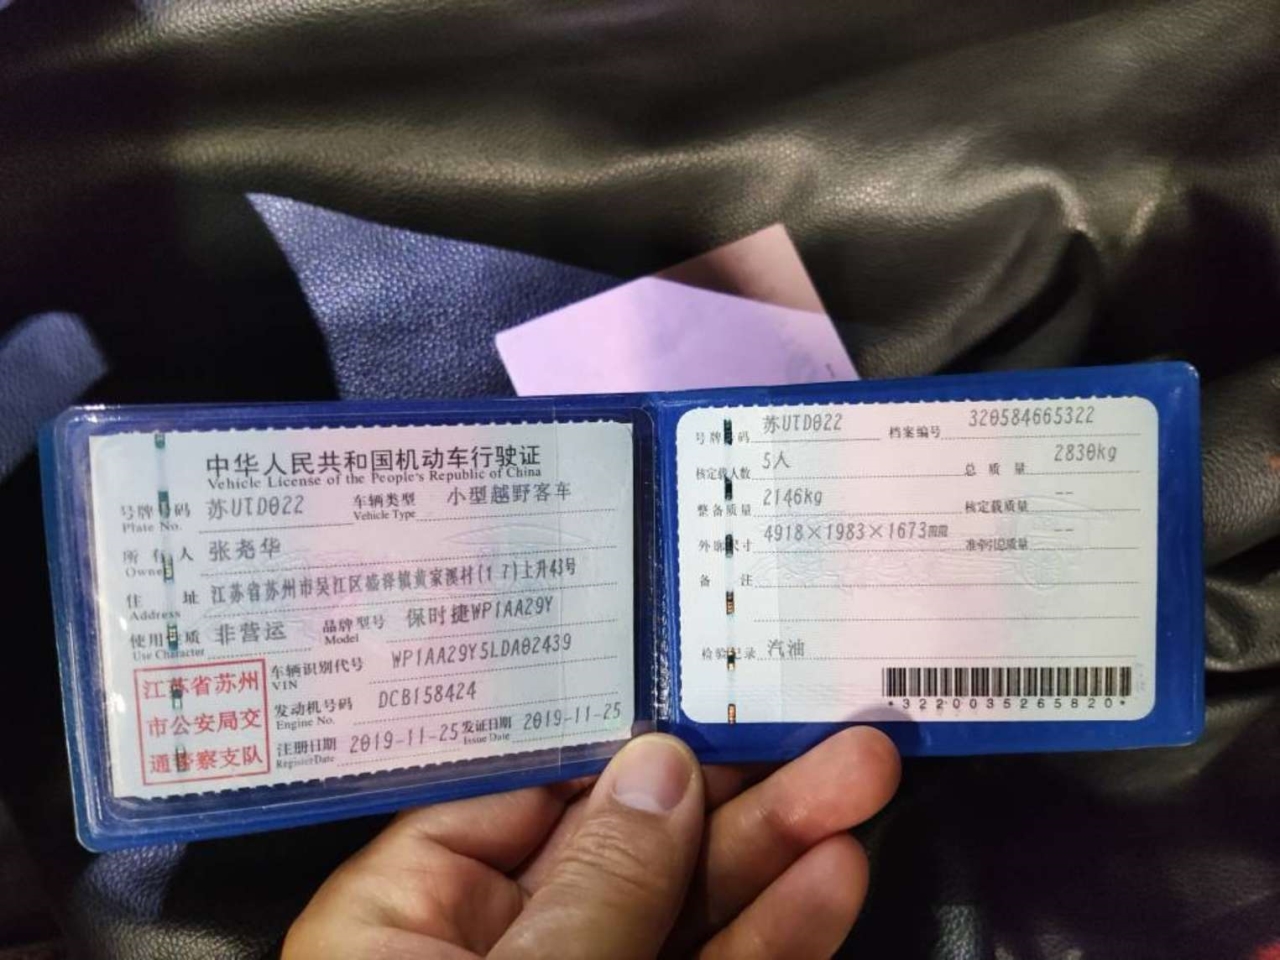 中华人民共和国机动车行驶证
Vehicle License of the People's Republic of China
号牌号码 苏UTD022 车辆类型 小型越野客车
Plate No. Vehicle Type
所有人 张尧华
Owner
住址 江苏省苏州市吴江区盛泽镇黄家溪村(17)上升43号
Address
使用性质 非营运 品牌型号 保时捷WP1AA29Y
Use Character Model
车辆识别代号 WP1AA29Y5LDA02439
VIN
发动机号码 DCB158424
Engine No.
注册日期 2019-11-25 发证日期 2019-11-25
Register Date Issue Date
江苏省苏州
市公安局交
通警察支队
号牌号码 苏UTD022 档案编号 320584665322
核定载人数 5人 总质量 2830kg
整备质量 2146kg 核定载质量 --
外廓尺寸 4918×1983×1673mm 准牵引总质量 --
备注
检验记录 汽油
*3220035265820*